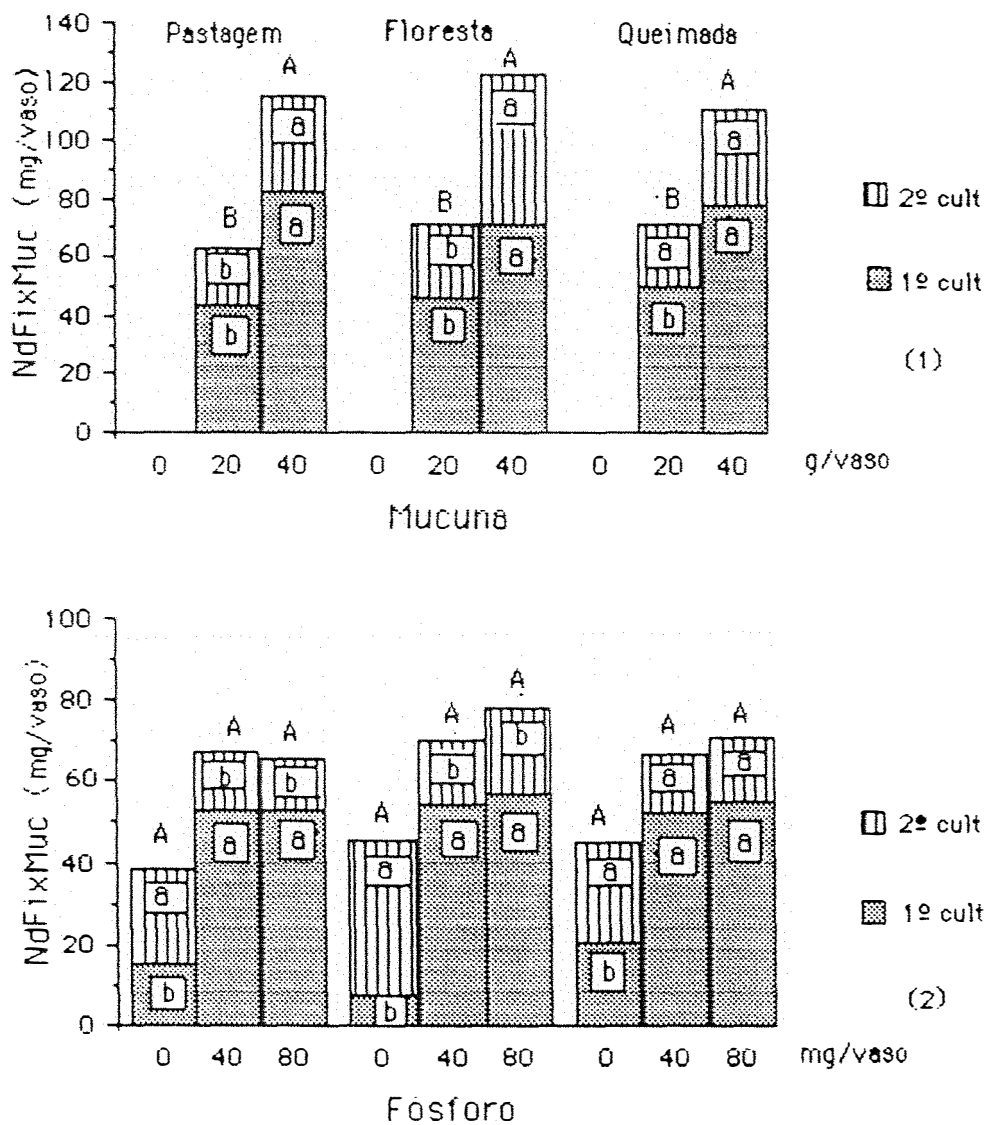 140
Pastagem Floresta Queimada
A
A
A
120
a
a
a
100
80
2º cult
B
B
B
a
a
a
60
b
b
a
1º cult
40
b
b
b
(1)
20
0
NdFixMuc (mg/vaso)
0 20 40 0 20 40 0 20 40 g/vaso
Mucuna
100
80
A
A A A A A
60
b b b b a a
2º cult
A A A
40
a a a a a a
a a a
1º cult
20
b b b
(2)
0
NdFixMuc (mg/vaso)
0 40 80 0 40 80 0 40 80 mg/vaso
Fósforo